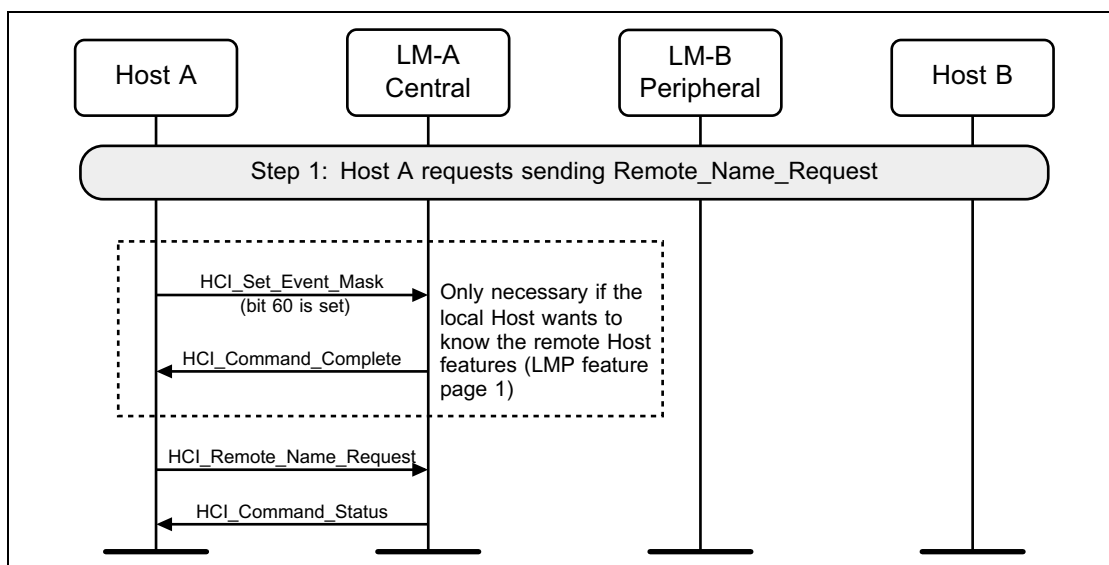 Host A
LM-A
Central
LM-B
Peripheral
Host B
Step 1: Host A requests sending Remote_Name_Request
HCI_Set_Event_Mask
(bit 60 is set)
HCI_Command_Complete
Only necessary if the
local Host wants to
know the remote Host
features (LMP feature
page 1)
HCI_Remote_Name_Request
HCI_Command_Status